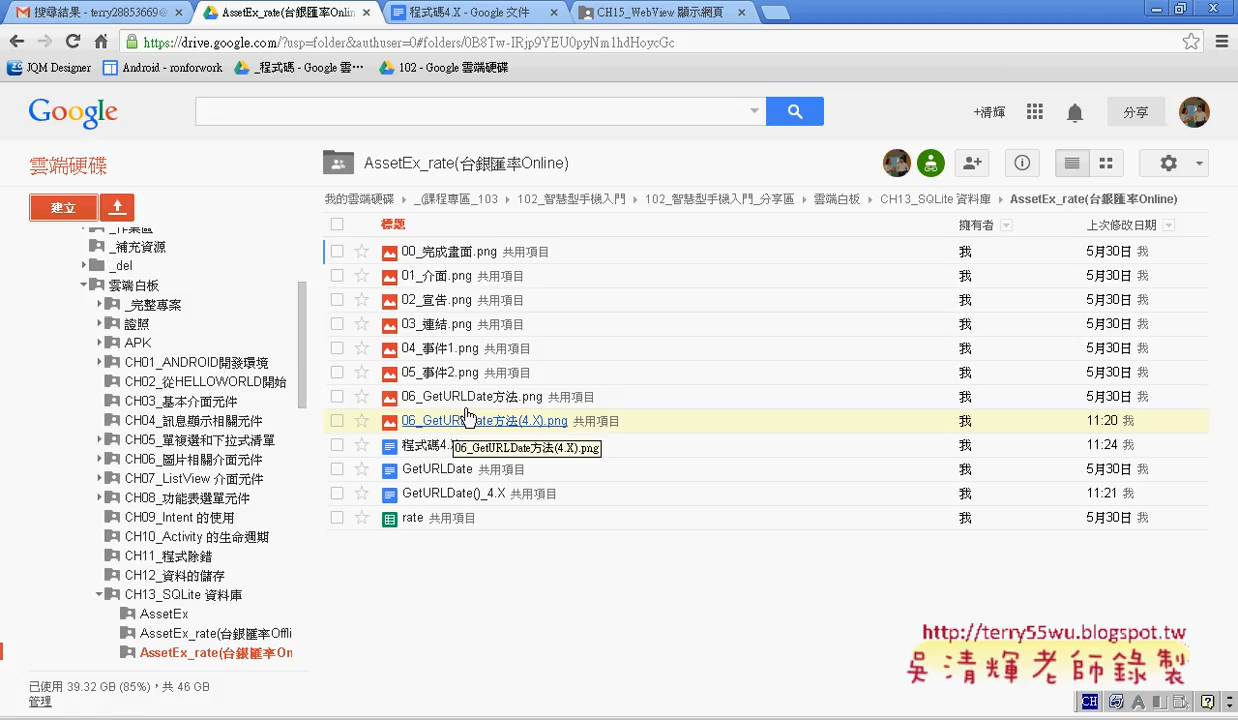 搜尋結果 - terry28853669@
AssetEx_rate(台銀匯率Onlin
程式碼4.X - Google 文件
CH15_WebView 顯示網頁
https://drive.google.com/?usp=folder&authuser=0#folders/0B8Tw-IRjp9YEU0pyNm1hdHoycGc
JQM Designer
Android - ronforwork
_程式碼 - Google 雲…
102 - Google 雲端硬碟
Google
+清輝
分享
雲端硬碟
AssetEx_rate(台銀匯率Online)
建立
我的雲端硬碟 › _(課程專區_103 › 102_智慧型手機入門 › 102_智慧型手機入門_分享區 › 雲端白板 › CH13_SQLite 資料庫 › AssetEx_rate(台銀匯率Online)
標題 擁有者 上次修改日期
00_完成畫面.png 共用項目 我 5月30日 我
01_介面.png 共用項目 我 5月30日 我
02_宣告.png 共用項目 我 5月30日 我
03_連結.png 共用項目 我 5月30日 我
04_事件1.png 共用項目 我 5月30日 我
05_事件2.png 共用項目 我 5月30日 我
06_GetURLDate方法.png 共用項目 我 5月30日 我
06_GetURLDate方法(4.X).png 共用項目 我 11:20 我
程式碼4. 我 11:24 我
06_GetURLDate方法(4.X).png
GetURLDate 共用項目 我 5月30日 我
GetURLDate()_4.X 共用項目 我 11:21 我
rate 共用項目 我 5月30日 我
_作業區
_補充資源
_del
雲端白板
_完整專案
證照
APK
CH01_ANDROID開發環境
CH02_從HELLOWORLD開始
CH03_基本介面元件
CH04_訊息顯示相關元件
CH05_單複選和下拉式清單
CH06_圖片相關介面元件
CH07_ListView 介面元件
CH08_功能表選單元件
CH09_Intent 的使用
CH10_Activity 的生命週期
CH11_程式除錯
CH12_資料的儲存
CH13_SQLite 資料庫
AssetEx
AssetEx_rate(台銀匯率Offli
AssetEx_rate(台銀匯率On
已使用 39.32 GB (85%)，共 46 GB
管理
http://terry55wu.blogspot.tw
吳清輝老師錄製
CH